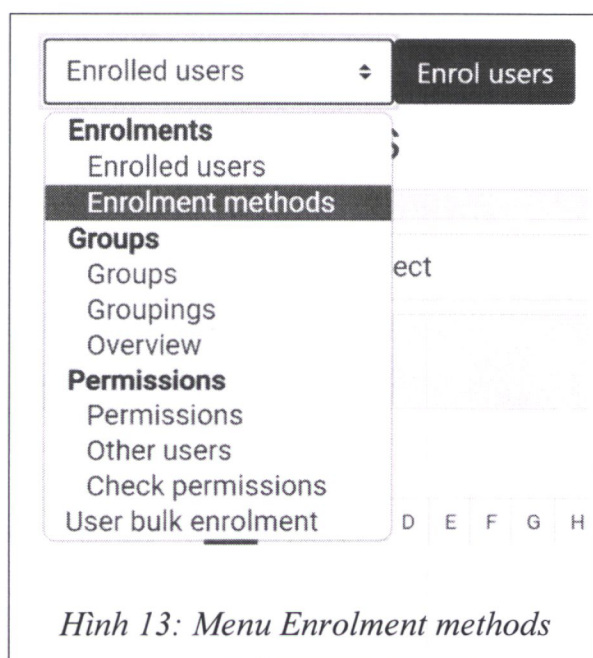 Enrolled users Enrol users
Enrolments
Enrolled users
Enrolment methods
Groups
Groups
ect
Groupings
Overview
Permissions
Permissions
Other users
Check permissions
User bulk enrolment D E F G H
Hình 13: Menu Enrolment methods